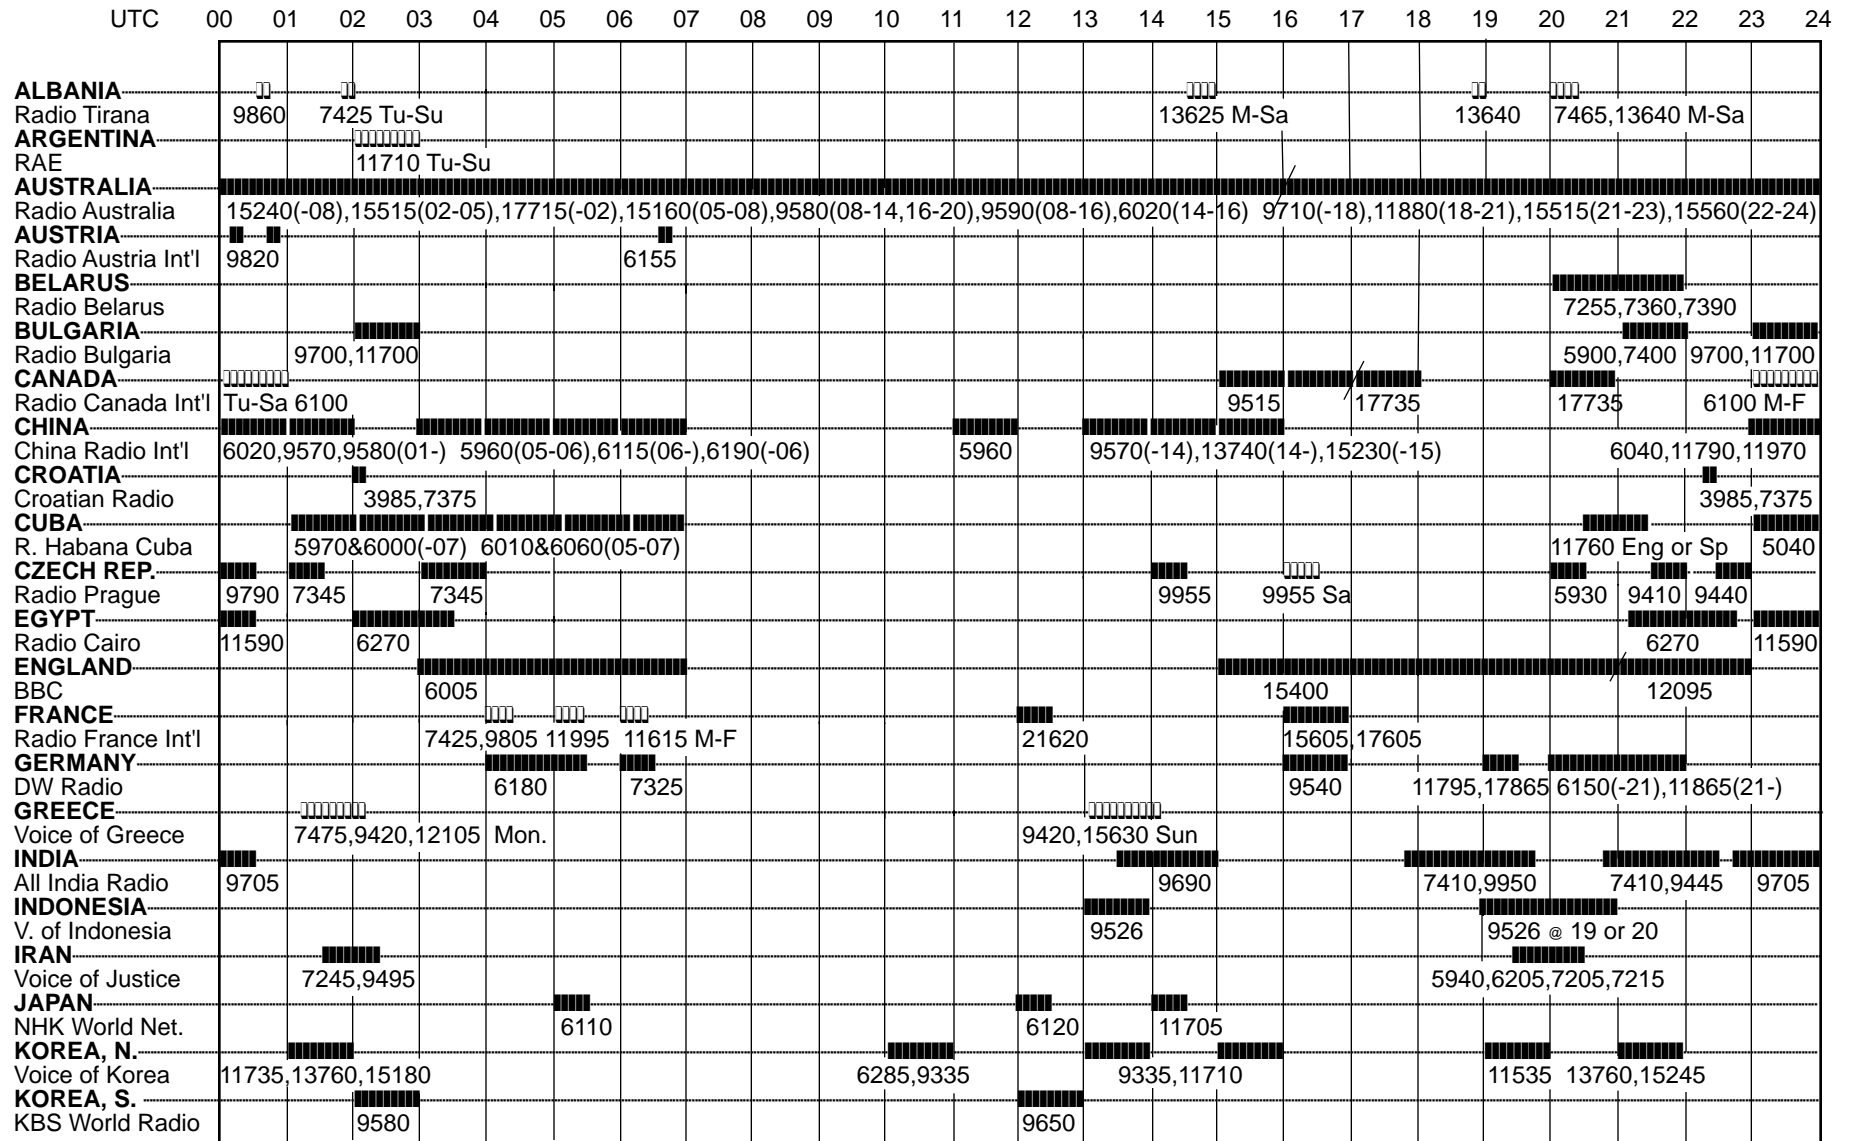 UTC 00 01 02 03 04 05 06 07 08 09 10 11 12 13 14 15 16 17 18 19 20 21 22 23 24
ALBANIA
Radio Tirana 9860 7425 Tu-Su 13625 M-Sa 13640 7465,13640 M-Sa
ARGENTINA
RAE 11710 Tu-Su
AUSTRALIA
Radio Australia 15240(-08),15515(02-05),17715(-02),15160(05-08),9580(08-14,16-20),9590(08-16),6020(14-16) 9710(-18),11880(18-21),15515(21-23),15560(22-24)
AUSTRIA
Radio Austria Int'l 9820 6155
BELARUS
Radio Belarus 7255,7360,7390
BULGARIA
Radio Bulgaria 9700,11700 5900,7400 9700,11700
CANADA
Radio Canada Int'l Tu-Sa 6100 9515 17735 17735 6100 M-F
CHINA
China Radio Int'l 6020,9570,9580(01-) 5960(05-06),6115(06-),6190(-06) 5960 9570(-14),13740(14-),15230(-15) 6040,11790,11970
CROATIA
Croatian Radio 3985,7375 3985,7375
CUBA
R. Habana Cuba 5970&6000(-07) 6010&6060(05-07) 11760 Eng or Sp 5040
CZECH REP.
Radio Prague 9790 7345 7345 9955 9955 Sa 5930 9410 9440
EGYPT
Radio Cairo 11590 6270 6270 11590
ENGLAND
BBC 6005 15400 12095
FRANCE
Radio France Int'l 7425,9805 11995 11615 M-F 21620 15605,17605
GERMANY
DW Radio 6180 7325 9540 11795,17865 6150(-21),11865(21-)
GREECE
Voice of Greece 7475,9420,12105 Mon. 9420,15630 Sun
INDIA
All India Radio 9705 9690 7410,9950 7410,9445 9705
INDONESIA
V. of Indonesia 9526 9526 @ 19 or 20
IRAN
Voice of Justice 7245,9495 5940,6205,7205,7215
JAPAN
NHK World Net. 6110 6120 11705
KOREA, N.
Voice of Korea 11735,13760,15180 6285,9335 9335,11710 11535 13760,15245
KOREA, S.
KBS World Radio 9580 9650